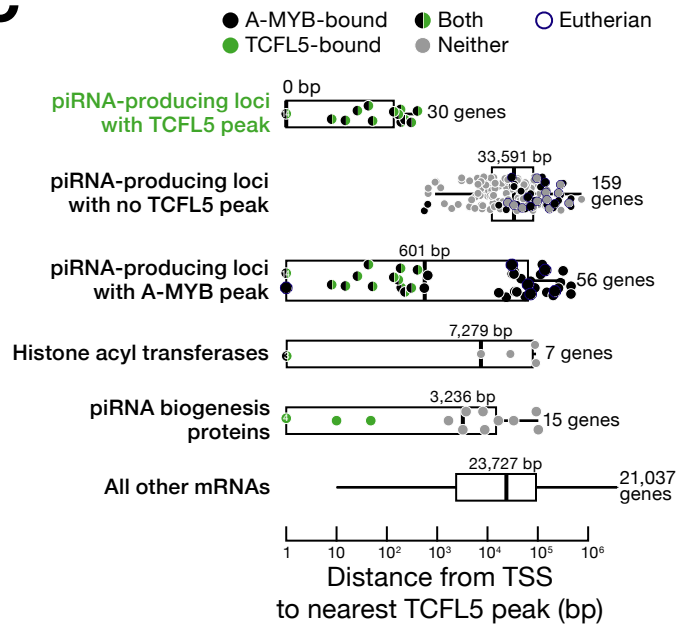 A-MYB-bound
Both
Eutherian
TCFL5-bound
Neither
0 bp
piRNA-producing loci
with TCFL5 peak
30 genes
33,591 bp
piRNA-producing loci
with no TCFL5 peak
159
genes
601 bp
piRNA-producing loci
with A-MYB peak
56 genes
7,279 bp
Histone acyl transferases
3
7 genes
3,236 bp
piRNA biogenesis
proteins
4
15 genes
23,727 bp
All other mRNAs
21,037
genes
1 10 10² 10³ 10⁴ 10⁵ 10⁶
Distance from TSS
to nearest TCFL5 peak (bp)